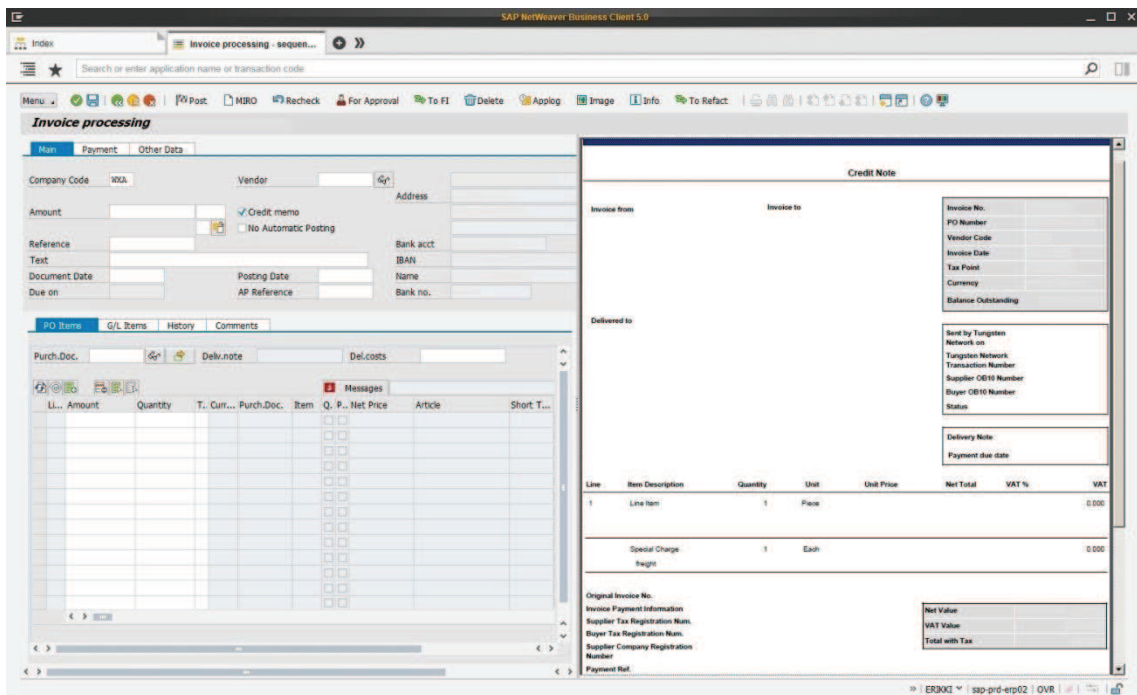 SAP NetWeaver Business Client 5.0
Index
Invoice processing - sequen...
Search or enter application name or transaction code
Menu
Post MIRO Recheck For Approval To FI Delete Applog Image Info To Refact
Invoice processing
Main Payment Other Data
Company Code Vendor
Address
Amount Credit memo
No Automatic Posting
Reference Bank acct
Text IBAN
Document Date Posting Date Name
Due on AP Reference Bank no.
PO Items G/L Items History Comments
Purch.Doc. Deliv.note Del.costs
Messages
Li... Amount Quantity T.. Curr... Purch.Doc. Item Q. P.. Net Price Article Short T...
Credit Note
Invoice from Invoice to
Invoice No.
PO Number
Vendor Code
Invoice Date
Tax Point
Currency
Balance Outstanding
Delivered to
Sent by Tungsten
Network on
Tungsten Network
Transaction Number
Supplier OB10 Number
Buyer OB10 Number
Status
Delivery Note
Payment due date
Line Item Description Quantity Unit Unit Price Net Total VAT % VAT
1 Line Item 1 Piece 0.000
Special Charge 1 Each 0.000
freight
Original Invoice No.
Invoice Payment Information
Supplier Tax Registration Num.
Buyer Tax Registration Num.
Supplier Company Registration
Number
Payment Ref.
Net Value
VAT Value
Total with Tax
sap-prd-erp02 OVR